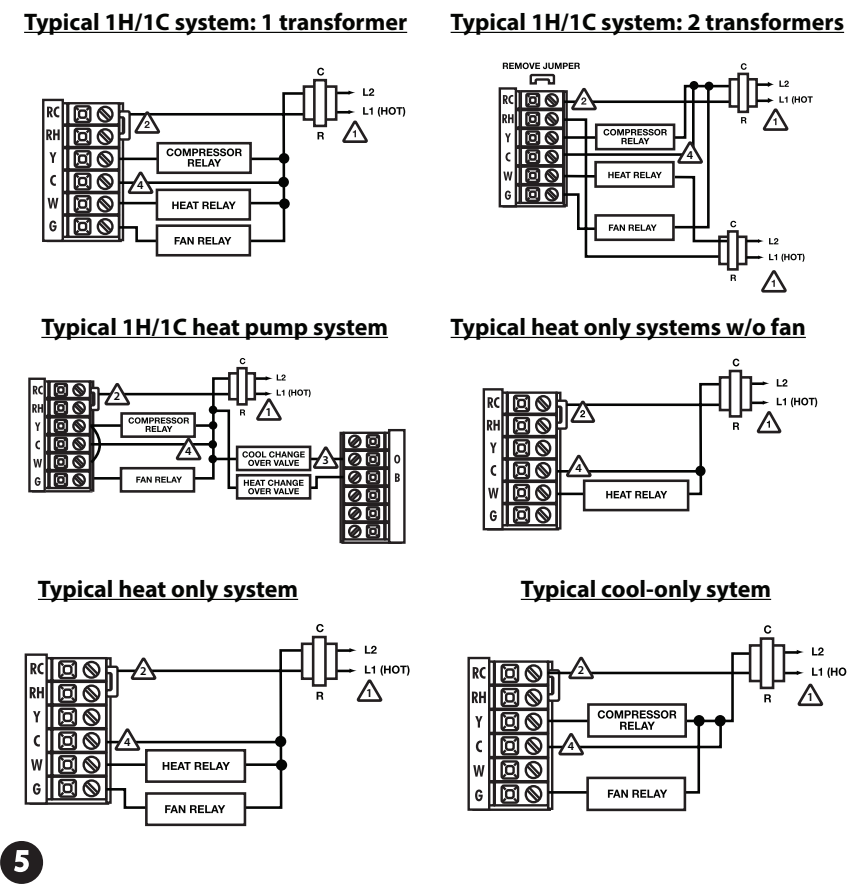 Typical 1H/1C system: 1 transformer
C
L2
L1 (HOT)
R
1
RC
2
RH
Y
COMPRESSOR
RELAY
C
4
W
HEAT RELAY
G
FAN RELAY
Typical 1H/1C system: 2 transformers
REMOVE JUMPER
C
L2
L1 (HOT
R
1
RC
2
RH
Y
COMPRESSOR
RELAY
C
4
W
HEAT RELAY
G
FAN RELAY
C
L2
L1 (HOT)
R
1
Typical 1H/1C heat pump system
C
L2
L1 (HOT)
R
1
RC
2
RH
Y
COMPRESSOR
RELAY
C
4
W
G
FAN RELAY
COOL CHANGE
OVER VALVE
3
O
HEAT CHANGE
OVER VALVE
B
Typical heat only systems w/o fan
C
L2
L1 (HOT)
R
1
RC
2
RH
Y
C
4
W
HEAT RELAY
G
Typical heat only system
C
L2
L1 (HOT)
R
1
RC
2
RH
Y
C
4
W
HEAT RELAY
G
FAN RELAY
Typical cool-only sytem
C
L2
L1 (HO
R
1
RC
2
RH
Y
COMPRESSOR
RELAY
C
4
W
G
FAN RELAY
5